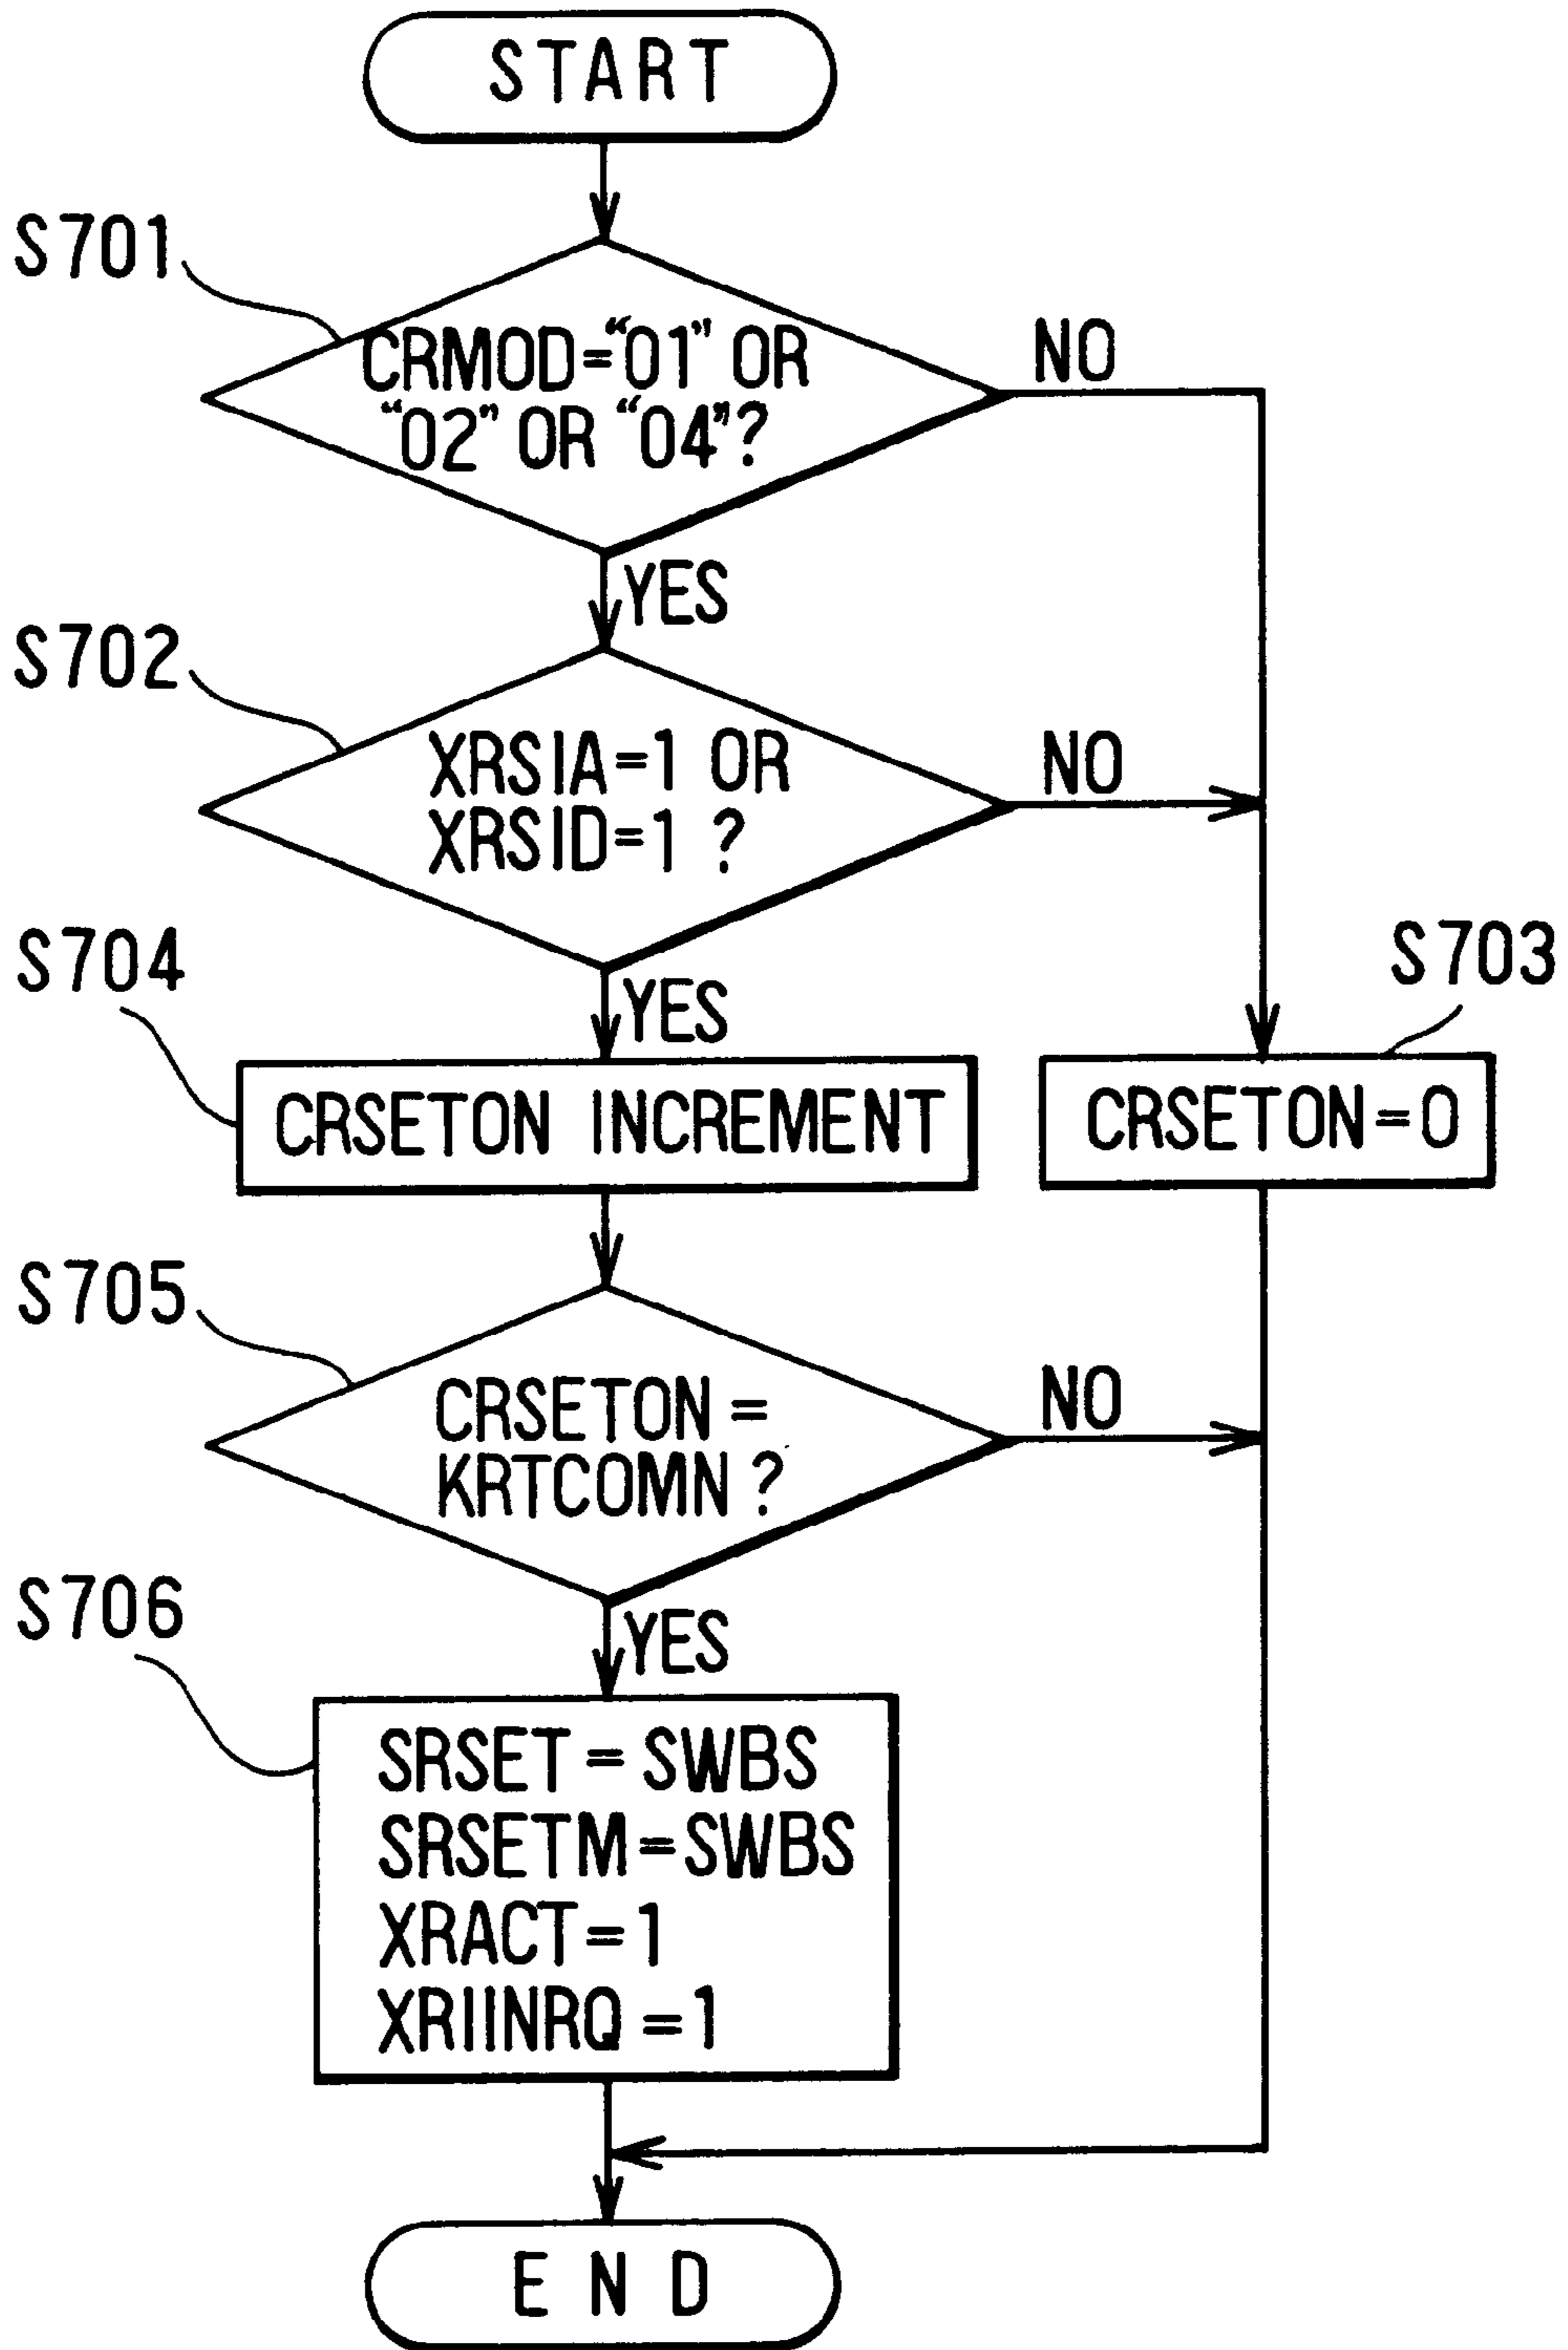 START
S701
CRMOD=“01” OR
“02” OR “04”?
NO
YES
S702
XRSIA=1 OR
XRSID=1 ?
NO
YES
S704
CRSETON INCREMENT
S703
CRSETON=0
S705
CRSETON=
KRTCOMN ?
NO
YES
S706
SRSET=SWBS
SRSETM=SWBS
XRACT=1
XRIINRQ=1
END